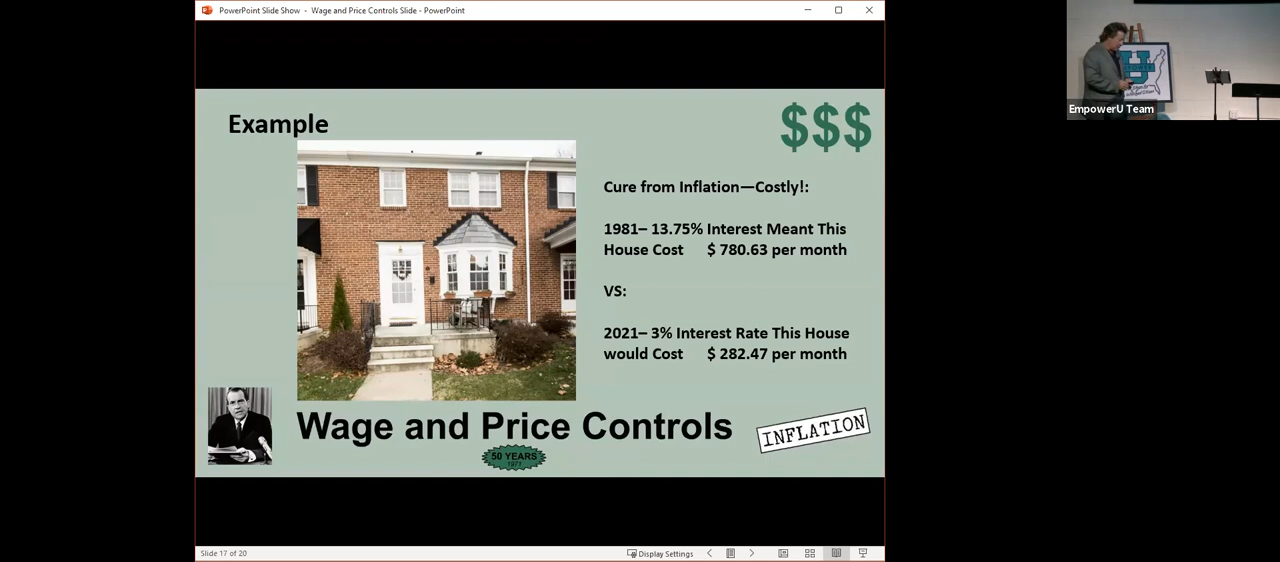 PowerPoint Slide Show - Wage and Price Controls Slide - PowerPoint
Example
$$$
Cure from Inflation—Costly!:
1981– 13.75% Interest Meant This
House Cost $ 780.63 per month
VS:
2021– 3% Interest Rate This House
would Cost $ 282.47 per month
Wage and Price Controls
INFLATION
50 YEARS
1971
Slide 17 of 20
Display Settings
U
EmpowerU Team